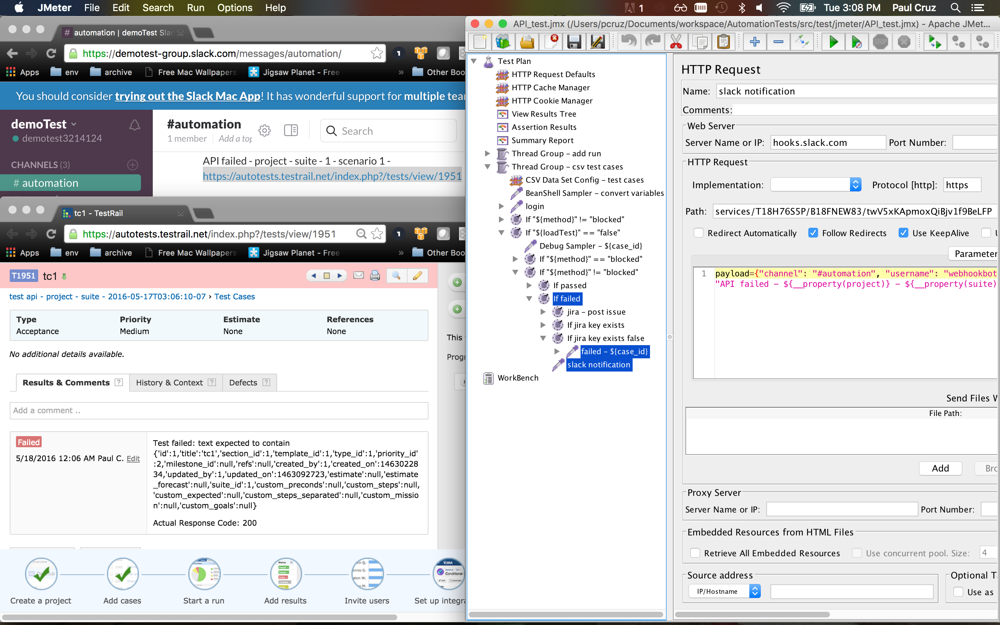 JMeter File Edit Search Run Options Help
1 Tue 3:08 PM Paul Cruz
# automation | demoTest Slac
https://demotest-group.slack.com/messages/automation/
Apps env archive Free Mac Wallpapers Jigsaw Planet - Free » Other Boo
You should consider trying out the Slack Mac App! It has wonderful support for multiple tea
demoTest
demotest3214124
CHANNELS (3)
# automation
#automation
1 member Add a top
Search
API failed - project - suite - 1 - scenario 1 -
https://autotests.testrail.net/index.php?/tests/view/1951
tc1 - TestRail
https://autotests.testrail.net/index.php?/tests/view/1951
Apps env archive Free Mac Wallpapers Jigsaw Planet - Free » Other Boo
T1951 tc1
test api - project - suite - 2016-05-17T03:06:10-07 › Test Cases
Type Priority Estimate References
Acceptance Medium None None
No additional details available.
Results & Comments ? History & Context ? Defects ?
Add a comment ..
Failed
5/18/2016 12:06 AM Paul C. Edit
Test failed: text expected to contain
{'id':1,'title':'tc1','section_id':1,'template_id':1,'type_id':1,'priority_id'
:2,'milestone_id':null,'refs':null,'created_by':1,'created_on':14630228
34,'updated_by':1,'updated_on':1463092723,'estimate':null,'estimate
_forecast':null,'suite_id':1,'custom_preconds':null,'custom_steps':null,
'custom_expected':null,'custom_steps_separated':null,'custom_missio
n':null,'custom_goals':null}
Actual Response Code: 200
This
Progr
Create a project Add cases Start a run Add results Invite users Set up integra
API_test.jmx (/Users/pcruz/Documents/workspace/AutomationTests/src/test/jmeter/API_test.jmx) - Apache JMet...
STOP
Test Plan
HTTP Request Defaults
HTTP Cache Manager
HTTP Cookie Manager
View Results Tree
Assertion Results
Summary Report
Thread Group - add run
Thread Group - csv test cases
CSV Data Set Config - test cases
BeanShell Sampler - convert variables
login
If "${method}" != "blocked"
If "${loadTest}" == "false"
Debug Sampler - ${case_id}
If "${method}" == "blocked"
If "${method}" != "blocked"
If passed
If failed
jira - post issue
If jira key exists
If jira key exists false
failed - ${case_id}
slack notification
WorkBench
HTTP Request
Name: slack notification
Comments:
Web Server
Server Name or IP: hooks.slack.com Port Number:
HTTP Request
Implementation: Protocol [http]: https
Path: services/T18H76S5P/B18FNEW83/twV5xKApmoxQiBjv1f9BeLFP
Redirect Automatically Follow Redirects Use KeepAlive
Parameter
1 payload={"channel": "#automation", "username": "webhookbot
"API failed - ${__property(project)} - ${__property(suite)
Send Files W
File Path:
Add Bro
Proxy Server
Server Name or IP: Port Number:
Embedded Resources from HTML Files
Retrieve All Embedded Resources Use concurrent pool. Size: 4
Source address Optional T
IP/Hostname Use as